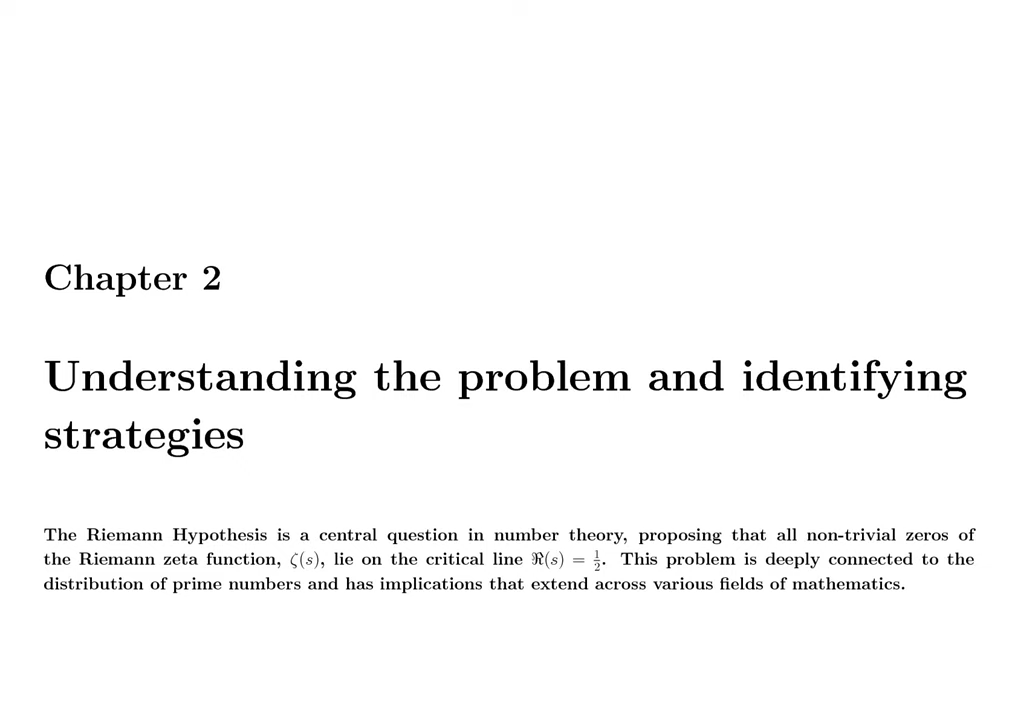 Chapter 2
Understanding the problem and identifying
strategies
The Riemann Hypothesis is a central question in number theory, proposing that all non-trivial zeros of
the Riemann zeta function, ζ(s), lie on the critical line ℜ(s) = 1/2. This problem is deeply connected to the
distribution of prime numbers and has implications that extend across various fields of mathematics.